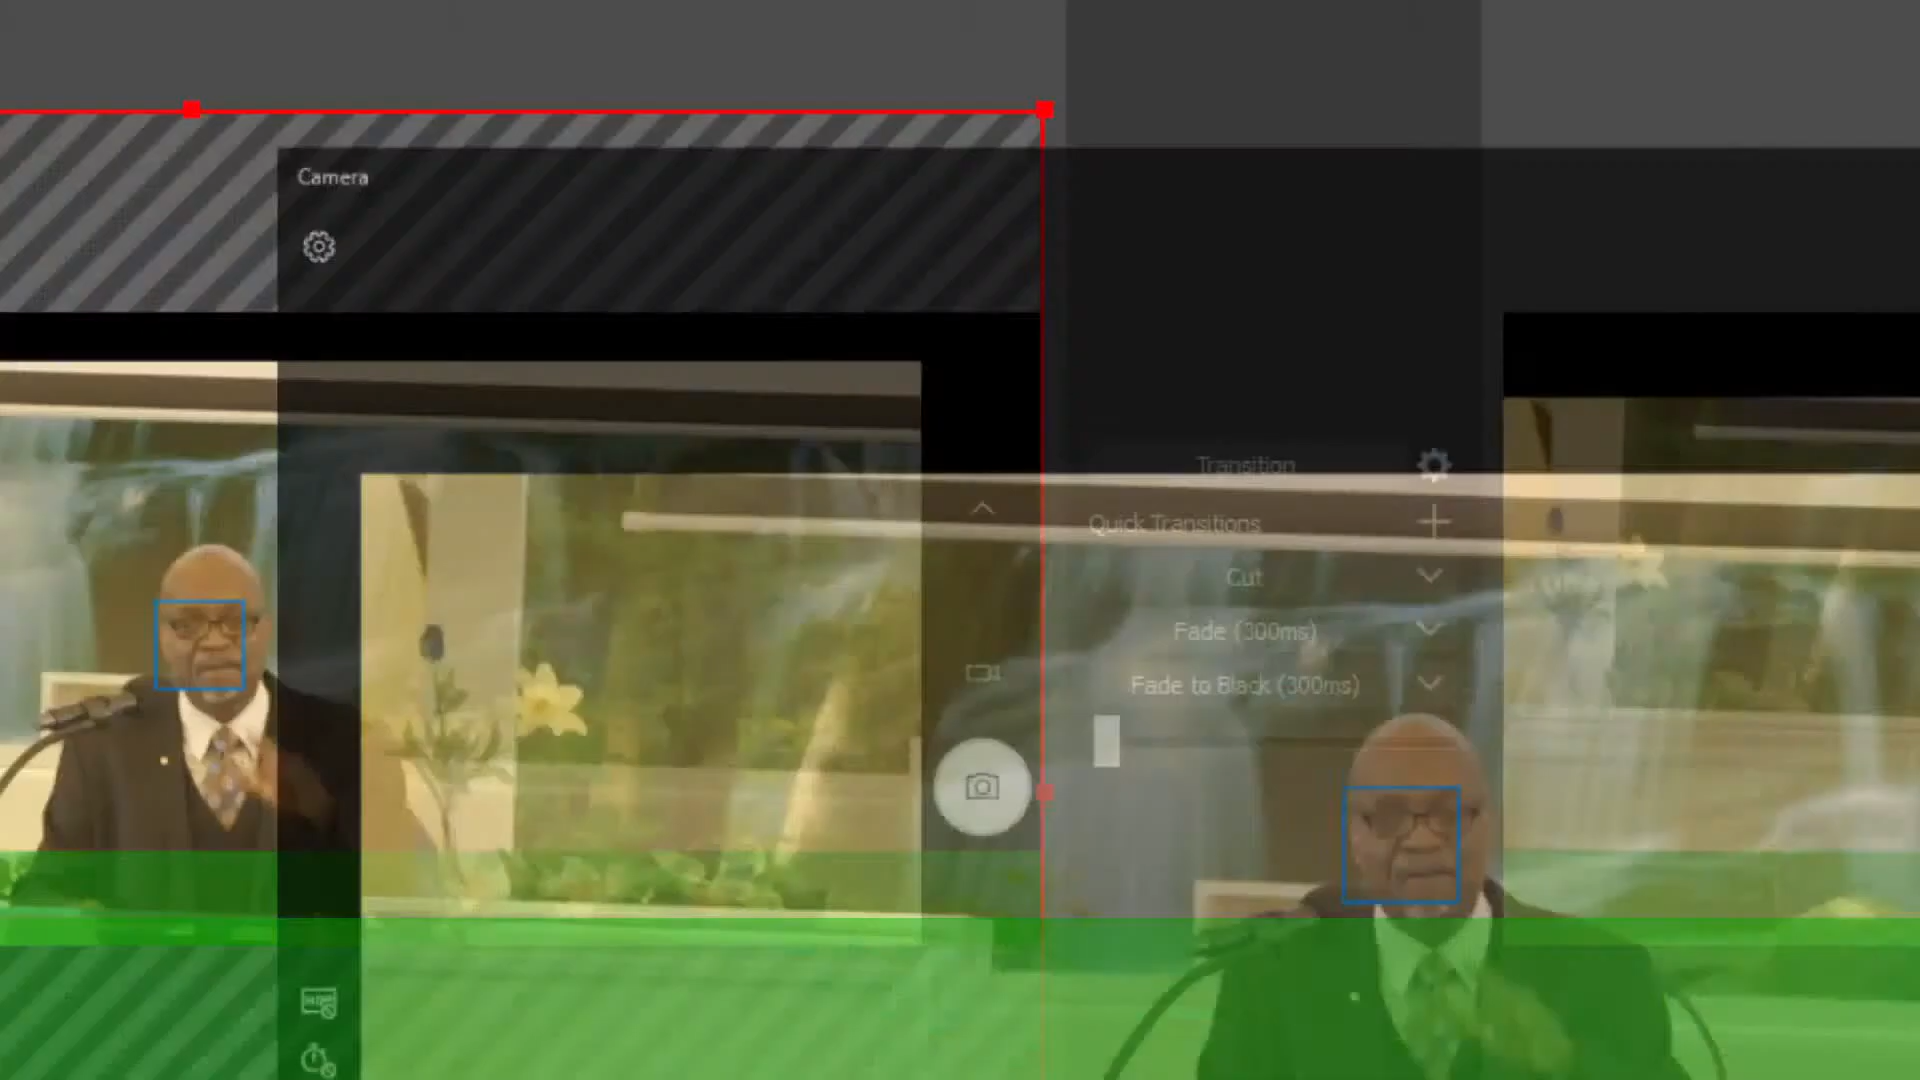 Camera
Transition
Quick Transitions
Cut
Fade (300ms)
Fade to Black (300ms)